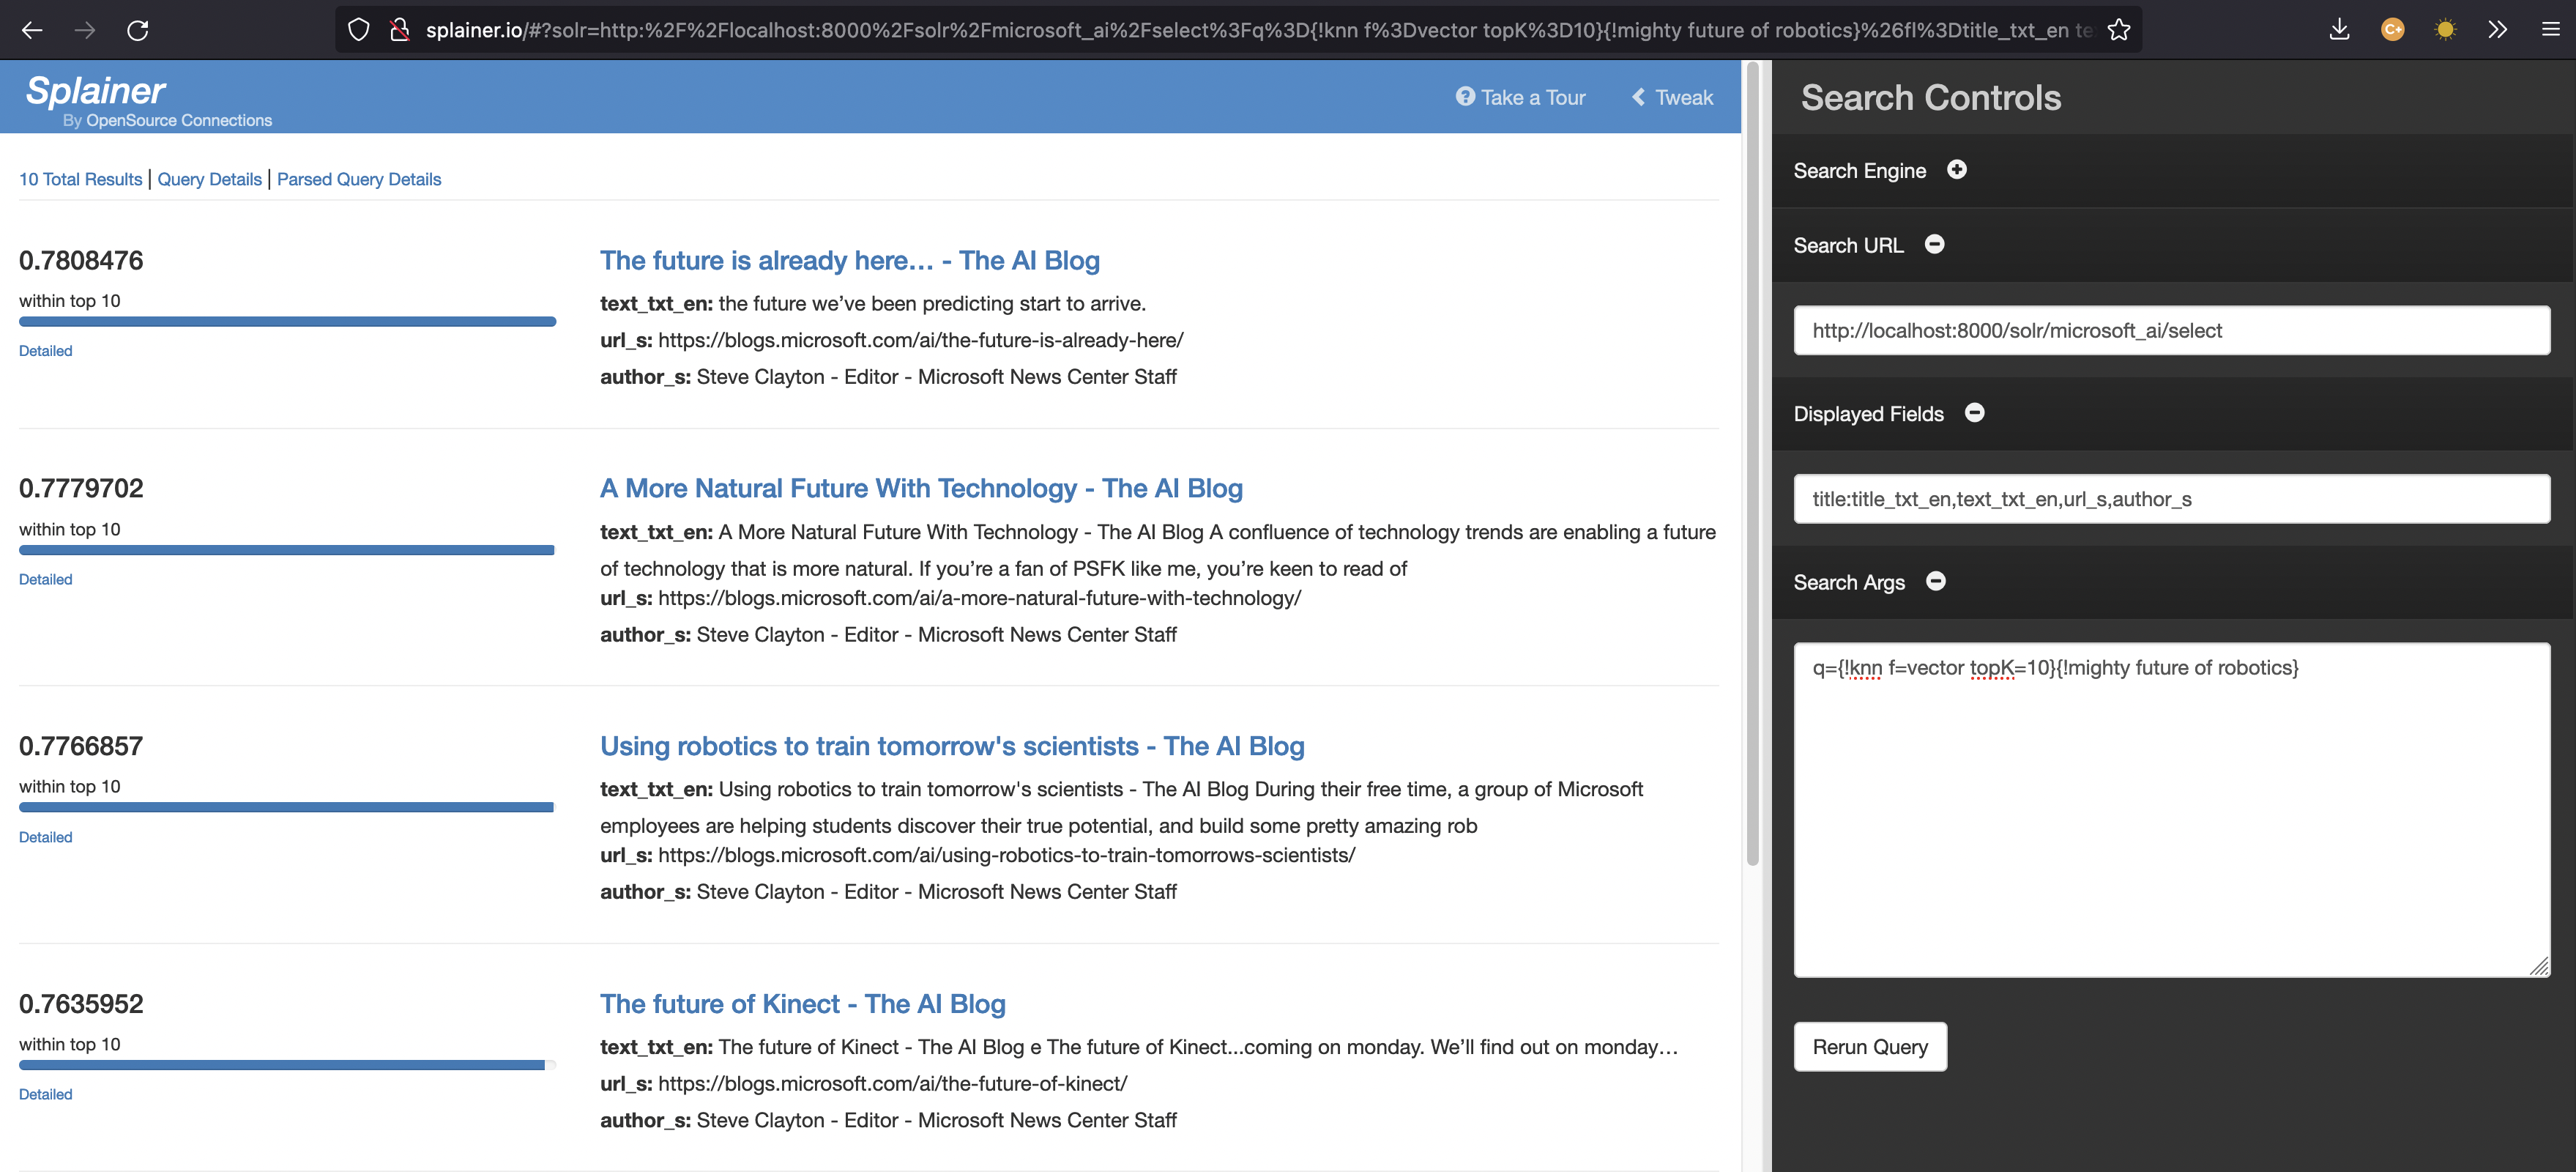 splainer.io/#?solr=http:%2F%2Flocalhost:8000%2Fsolr%2Fmicrosoft_ai%2Fselect%3Fq%3D{!knn f%3Dvector topK%3D10}{!mighty future of robotics}%26fl%3Dtitle_txt_en te
Splainer
By OpenSource Connections
Take a Tour
Tweak
10 Total Results | Query Details | Parsed Query Details
0.7808476
within top 10
Detailed
The future is already here… - The AI Blog
text_txt_en: the future we’ve been predicting start to arrive.
url_s: https://blogs.microsoft.com/ai/the-future-is-already-here/
author_s: Steve Clayton - Editor - Microsoft News Center Staff
0.7779702
within top 10
Detailed
A More Natural Future With Technology - The AI Blog
text_txt_en: A More Natural Future With Technology - The AI Blog A confluence of technology trends are enabling a future
of technology that is more natural. If you’re a fan of PSFK like me, you’re keen to read of
url_s: https://blogs.microsoft.com/ai/a-more-natural-future-with-technology/
author_s: Steve Clayton - Editor - Microsoft News Center Staff
0.7766857
within top 10
Detailed
Using robotics to train tomorrow's scientists - The AI Blog
text_txt_en: Using robotics to train tomorrow's scientists - The AI Blog During their free time, a group of Microsoft
employees are helping students discover their true potential, and build some pretty amazing rob
url_s: https://blogs.microsoft.com/ai/using-robotics-to-train-tomorrows-scientists/
author_s: Steve Clayton - Editor - Microsoft News Center Staff
0.7635952
within top 10
Detailed
The future of Kinect - The AI Blog
text_txt_en: The future of Kinect - The AI Blog e The future of Kinect...coming on monday. We’ll find out on monday…
url_s: https://blogs.microsoft.com/ai/the-future-of-kinect/
author_s: Steve Clayton - Editor - Microsoft News Center Staff
Search Controls
Search Engine
Search URL
http://localhost:8000/solr/microsoft_ai/select
Displayed Fields
title:title_txt_en,text_txt_en,url_s,author_s
Search Args
q={!knn f=vector topK=10}{!mighty future of robotics}
Rerun Query